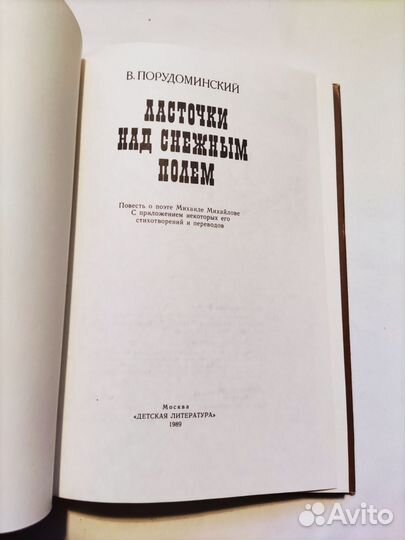 В. ПОРУДОМИНСКИЙ
ЛАСТОЧКИ
НАД СНЕЖНЫМ
ПОЛЕМ
Повесть о поэте Михаиле Михайлове
С приложением некоторых его
стихотворений и переводов
Москва
«ДЕТСКАЯ ЛИТЕРАТУРА»
1989
Avito